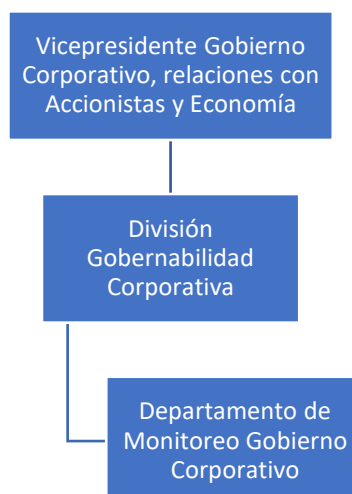 Vicepresidente Gobierno
Corporativo, relaciones con
Accionistas y Economía
División
Gobernabilidad
Corporativa
Departamento de
Monitoreo Gobierno
Corporativo